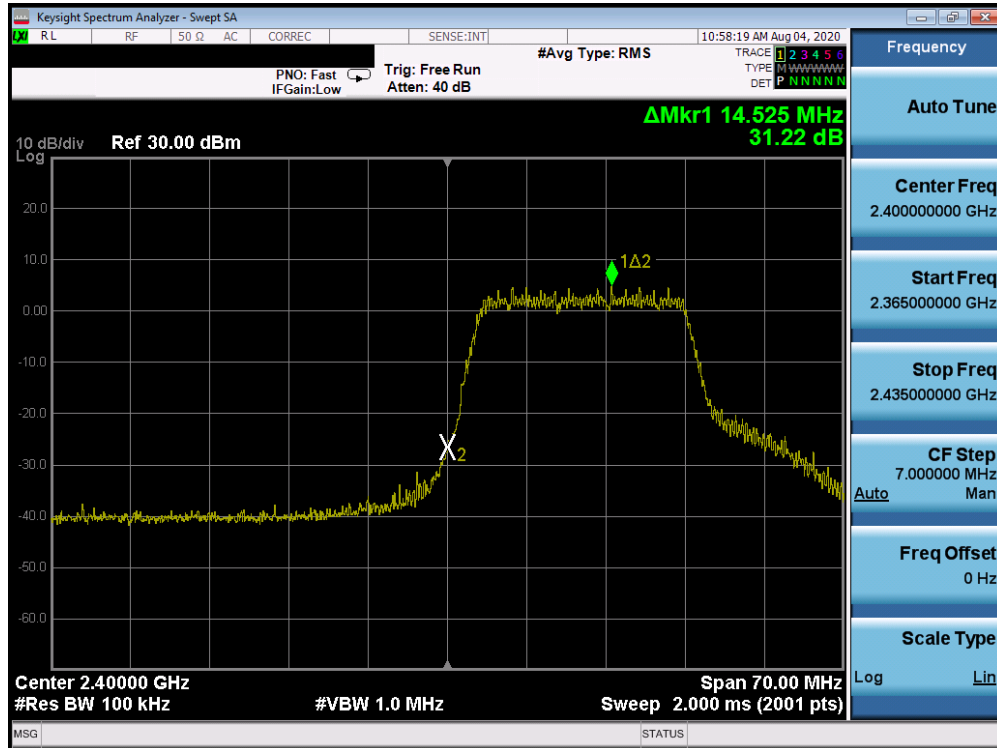 Keysight Spectrum Analyzer - Swept SA
LXI RL RF 50 Ω AC CORREC SENSE:INT 10:58:19 AM Aug 04, 2020
#Avg Type: RMS
TRACE 1 2 3 4 5 6
TYPE M WWWWW
DET P N N N N N
PNO: Fast
IFGain:Low
Trig: Free Run
Atten: 40 dB
ΔMkr1 14.525 MHz
31.22 dB
10 dB/div Ref 30.00 dBm
Log
20.0
10.0
0.00
-10.0
-20.0
-30.0
-40.0
-50.0
-60.0
1Δ2
X2
Center 2.40000 GHz
Span 70.00 MHz
#Res BW 100 kHz
#VBW 1.0 MHz
Sweep 2.000 ms (2001 pts)
MSG
STATUS
Frequency
Auto Tune
Center Freq
2.400000000 GHz
Start Freq
2.365000000 GHz
Stop Freq
2.435000000 GHz
CF Step
7.000000 MHz
Auto Man
Freq Offset
0 Hz
Scale Type
Log Lin